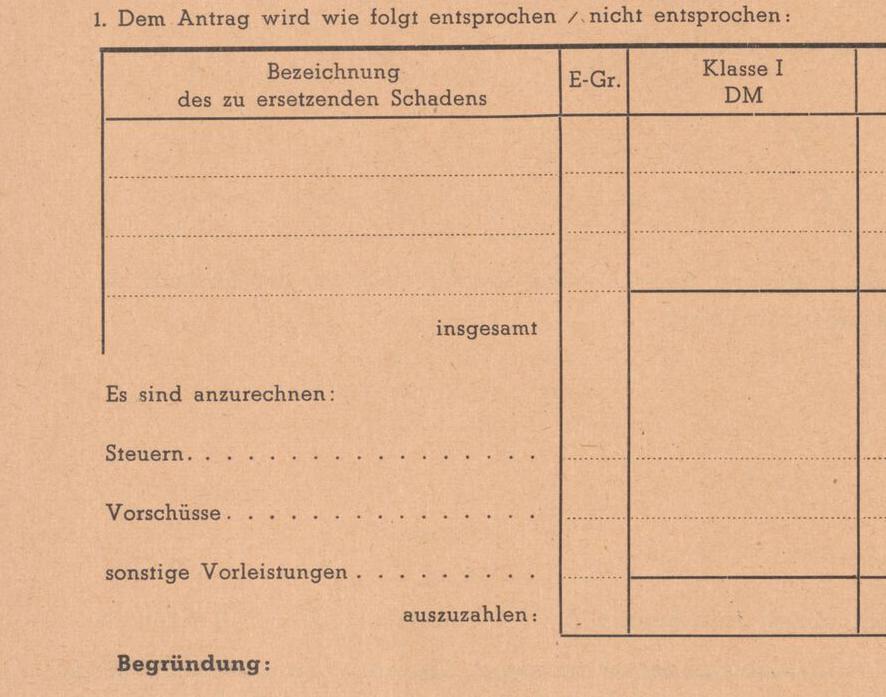 1. Dem Antrag wird wie folgt entsprochen / nicht entsprochen:
Bezeichnung
des zu ersetzenden Schadens
E-Gr.
Klasse I
DM
insgesamt
Es sind anzurechnen:
Steuern. . . . . . . . . . . . . . . . . .
Vorschüsse . . . . . . . . . . . . . . . .
sonstige Vorleistungen . . . . . . . . .
auszuzahlen:
Begründung: